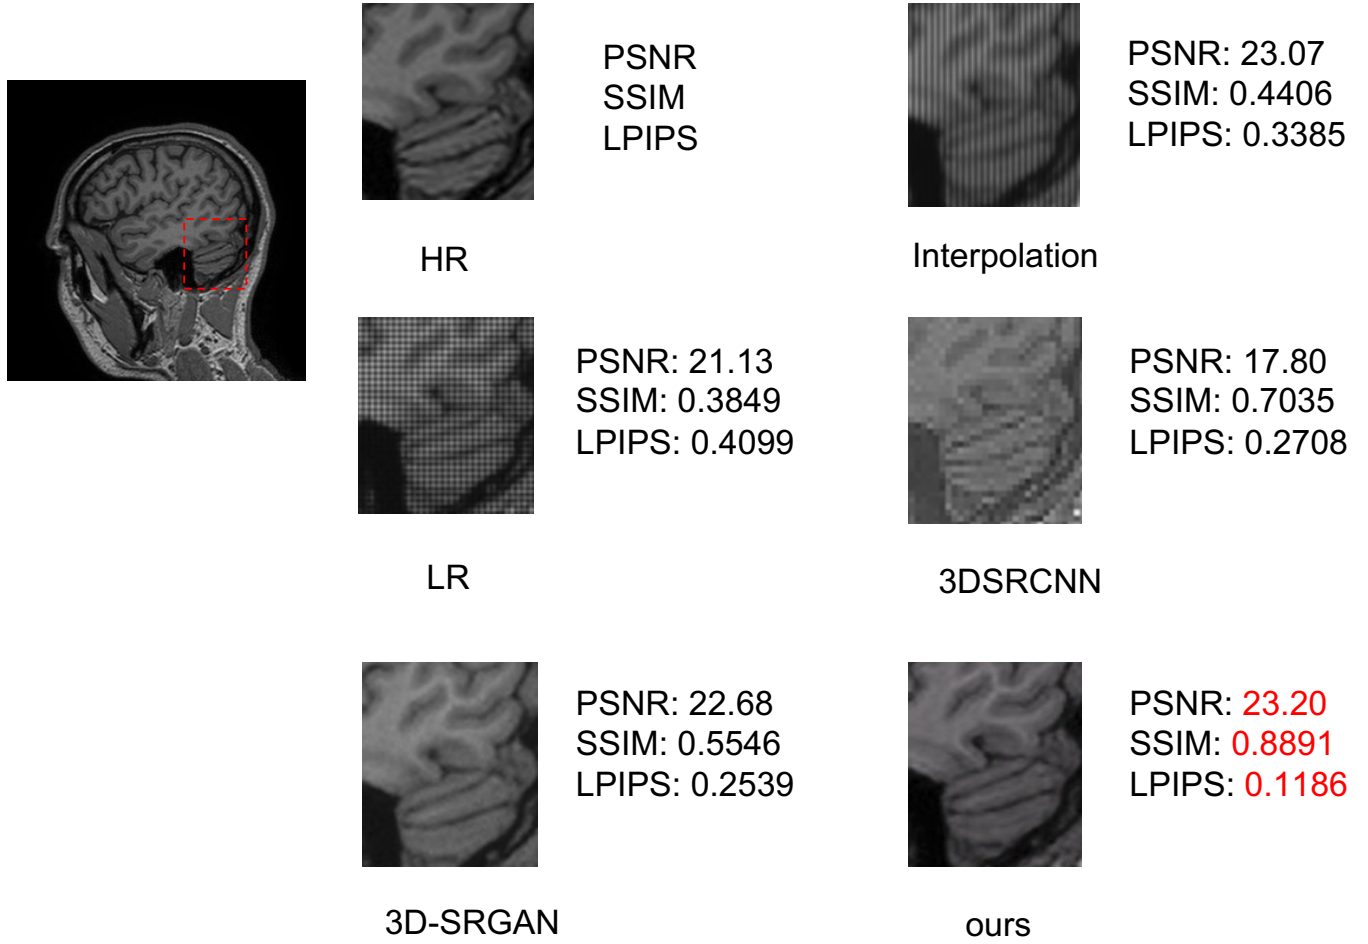 PSNR
SSIM
LPIPS
HR
PSNR: 23.07
SSIM: 0.4406
LPIPS: 0.3385
Interpolation
PSNR: 21.13
SSIM: 0.3849
LPIPS: 0.4099
LR
PSNR: 17.80
SSIM: 0.7035
LPIPS: 0.2708
3DSRCNN
PSNR: 22.68
SSIM: 0.5546
LPIPS: 0.2539
3D-SRGAN
PSNR: 23.20
SSIM: 0.8891
LPIPS: 0.1186
ours